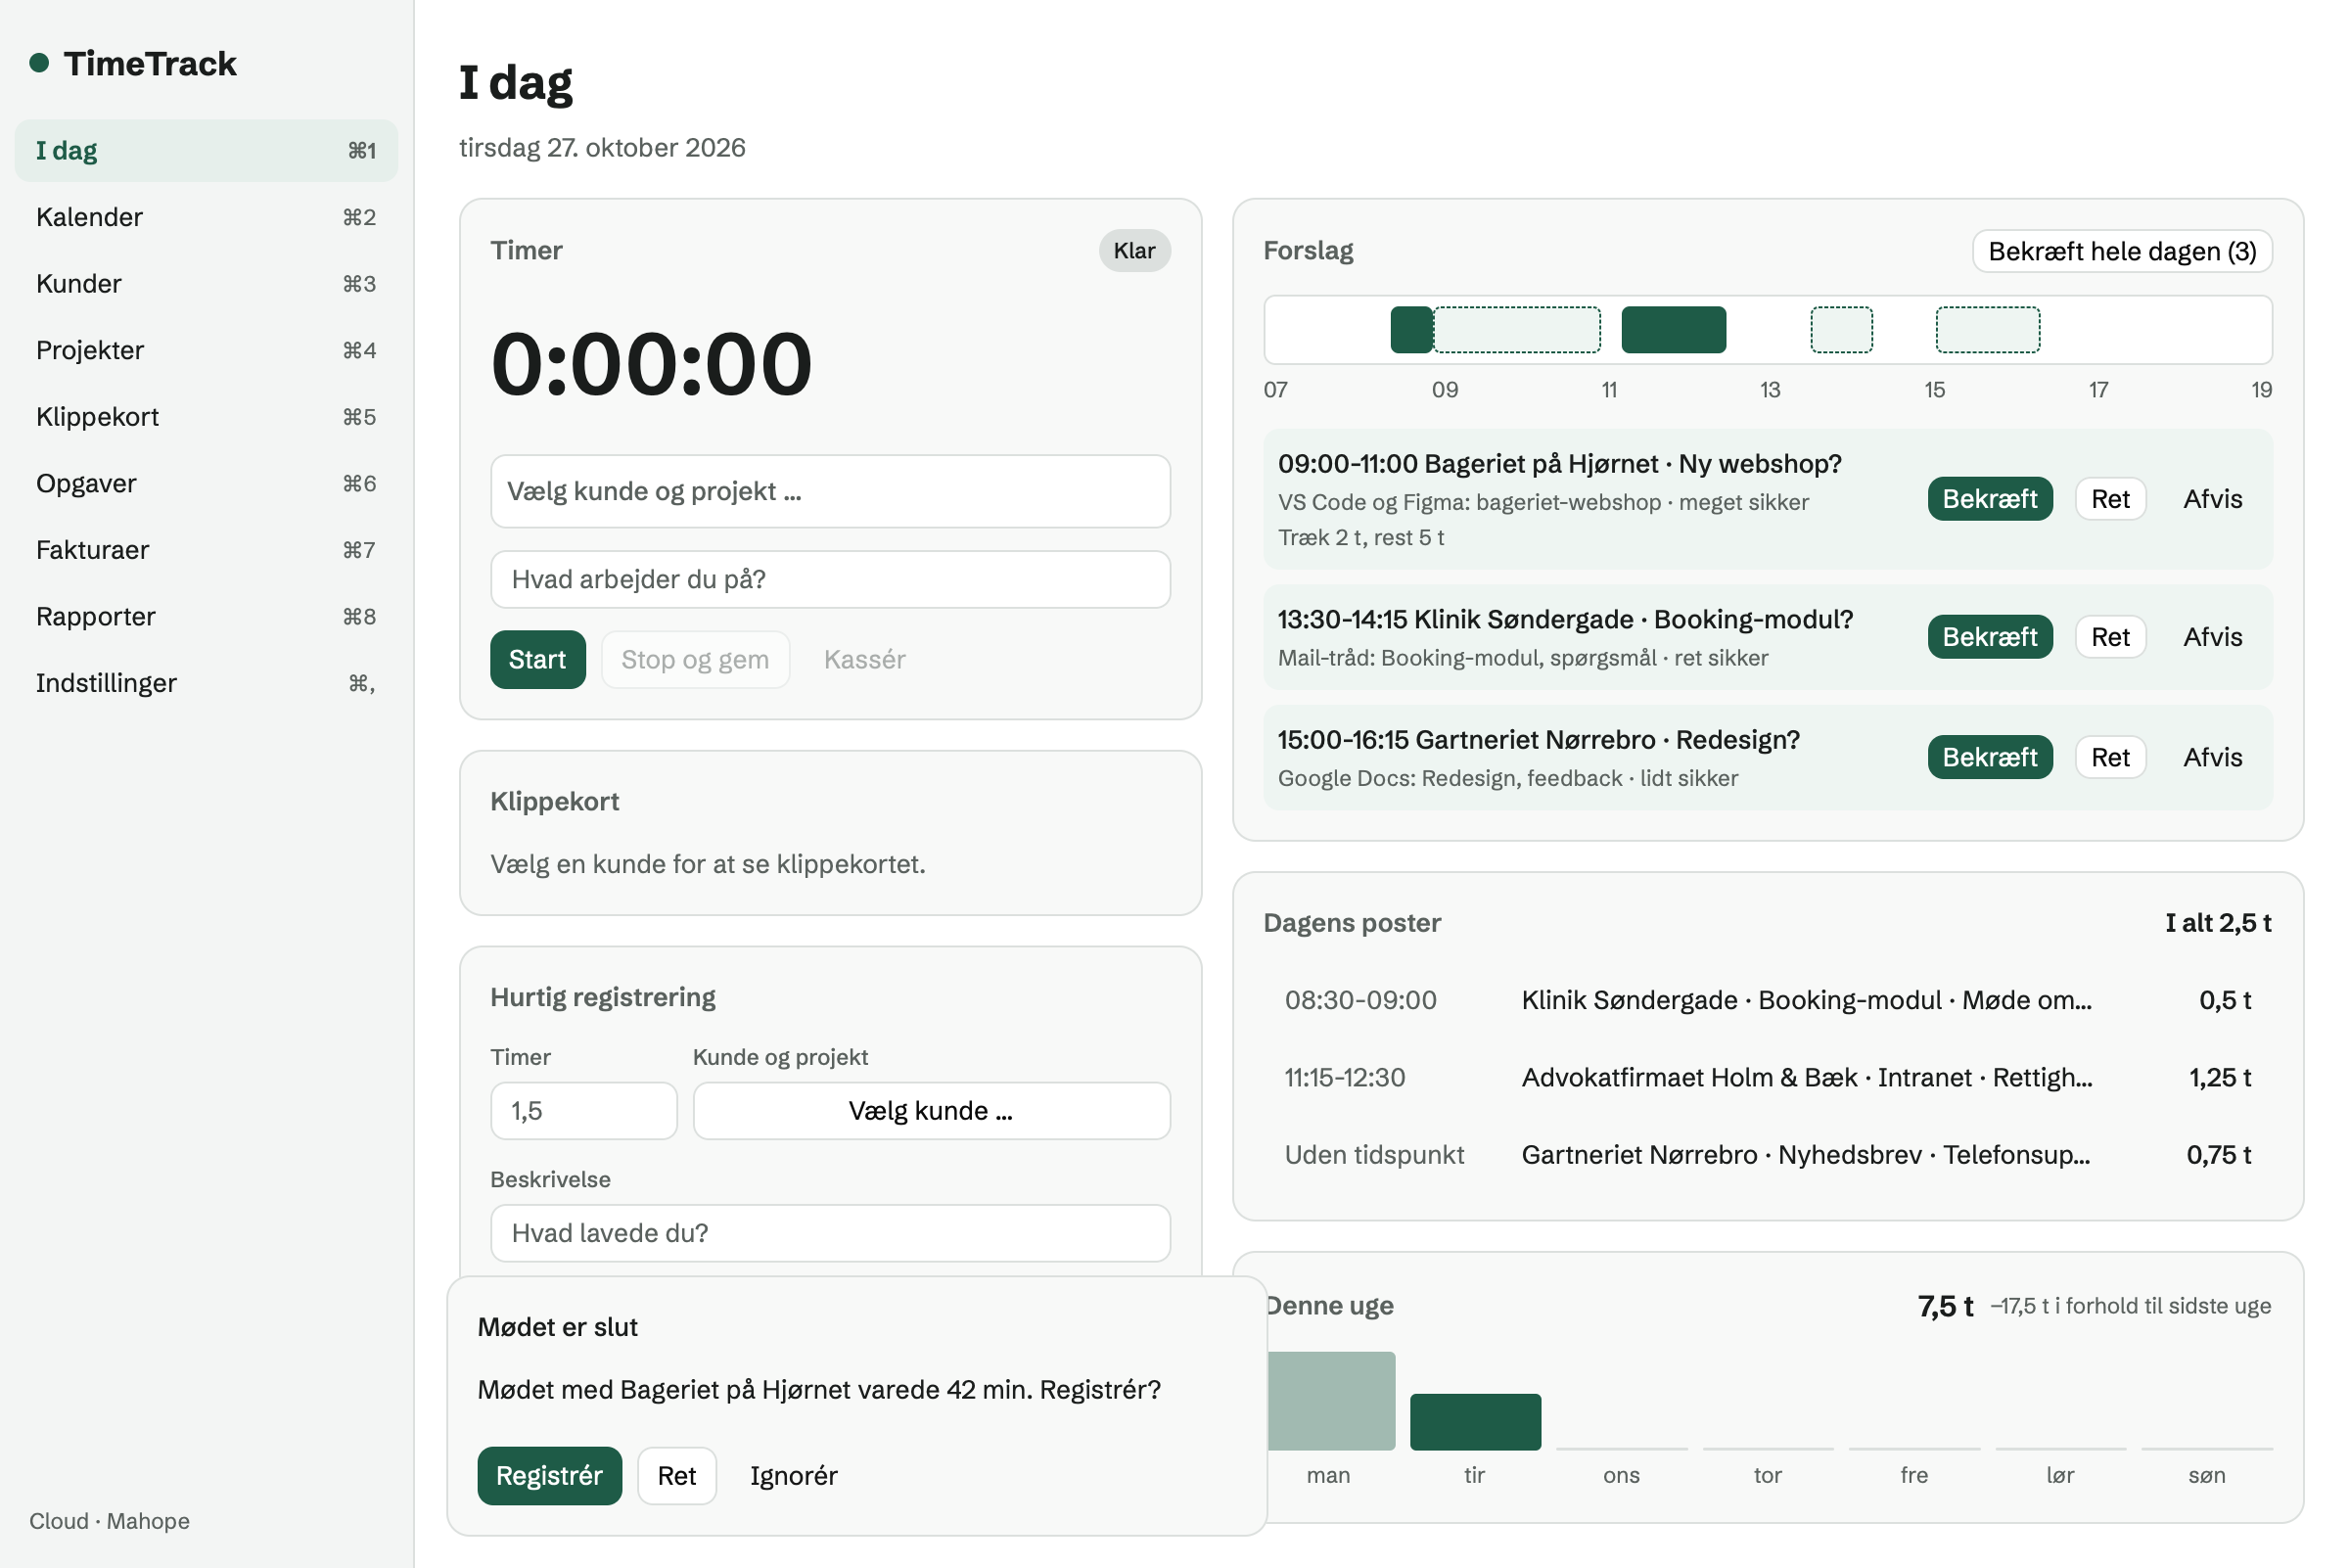 TimeTrack
I dag ⌘1
Kalender ⌘2
Kunder ⌘3
Projekter ⌘4
Klippekort ⌘5
Opgaver ⌘6
Fakturaer ⌘7
Rapporter ⌘8
Indstillinger ⌘,
Cloud · Mahope
I dag
tirsdag 27. oktober 2026
Timer Klar
0:00:00
Vælg kunde og projekt ...
Hvad arbejder du på?
Start Stop og gem Kassér
Klippekort
Vælg en kunde for at se klippekortet.
Hurtig registrering
Timer Kunde og projekt
1,5 Vælg kunde ...
Beskrivelse
Hvad lavede du?
Mødet er slut
Mødet med Bageriet på Hjørnet varede 42 min. Registrér?
Registrér Ret Ignorér
Forslag Bekræft hele dagen (3)
07 09 11 13 15 17 19
09:00-11:00 Bageriet på Hjørnet · Ny webshop?
VS Code og Figma: bageriet-webshop · meget sikker
Træk 2 t, rest 5 t
Bekræft Ret Afvis
13:30-14:15 Klinik Søndergade · Booking-modul?
Mail-tråd: Booking-modul, spørgsmål · ret sikker
Bekræft Ret Afvis
15:00-16:15 Gartneriet Nørrebro · Redesign?
Google Docs: Redesign, feedback · lidt sikker
Bekræft Ret Afvis
Dagens poster I alt 2,5 t
08:30-09:00 Klinik Søndergade · Booking-modul · Møde om... 0,5 t
11:15-12:30 Advokatfirmaet Holm & Bæk · Intranet · Rettigh... 1,25 t
Uden tidspunkt Gartneriet Nørrebro · Nyhedsbrev · Telefonsup... 0,75 t
Denne uge 7,5 t −17,5 t i forhold til sidste uge
man tir ons tor fre lør søn